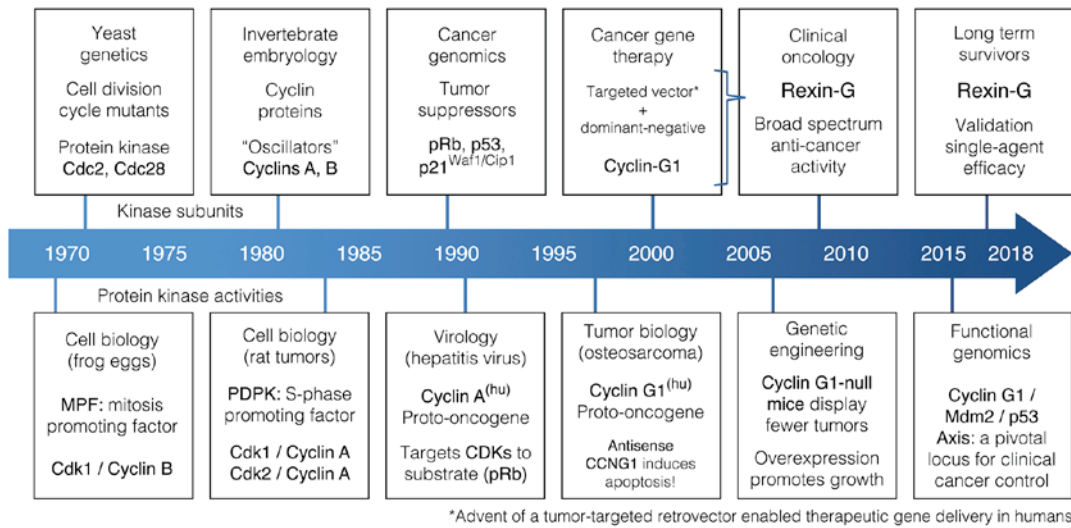 Yeast
genetics
Cell division
cycle mutants
Protein kinase
Cdc2, Cdc28
Invertebrate
embryology
Cyclin
proteins
“Oscillators”
Cyclins A, B
Cancer
genomics
Tumor
suppressors
pRb, p53,
p21Waf1/Cip1
Cancer gene
therapy
Targeted vector*
+
dominant-negative
Cyclin-G1
Clinical
oncology
Rexin-G
Broad spectrum
anti-cancer
activity
Long term
survivors
Rexin-G
Validation
single-agent
efficacy
Kinase subunits
1970 1975 1980 1985 1990 1995 2000 2005 2010 2015 2018
Protein kinase activities
Cell biology
(frog eggs)
MPF: mitosis
promoting factor
Cdk1 / Cyclin B
Cell biology
(rat tumors)
PDPK: S-phase
promoting factor
Cdk1 / Cyclin A
Cdk2 / Cyclin A
Virology
(hepatitis virus)
Cyclin A(hu)
Proto-oncogene
Targets CDKs to
substrate (pRb)
Tumor biology
(osteosarcoma)
Cyclin G1(hu)
Proto-oncogene
Antisense
CCNG1 induces
apoptosis!
Genetic
engineering
Cyclin G1-null
mice display
fewer tumors
Overexpression
promotes growth
Functional
genomics
Cyclin G1 /
Mdm2 / p53
Axis: a pivotal
locus for clinical
cancer control
*Advent of a tumor-targeted retrovector enabled therapeutic gene delivery in humans